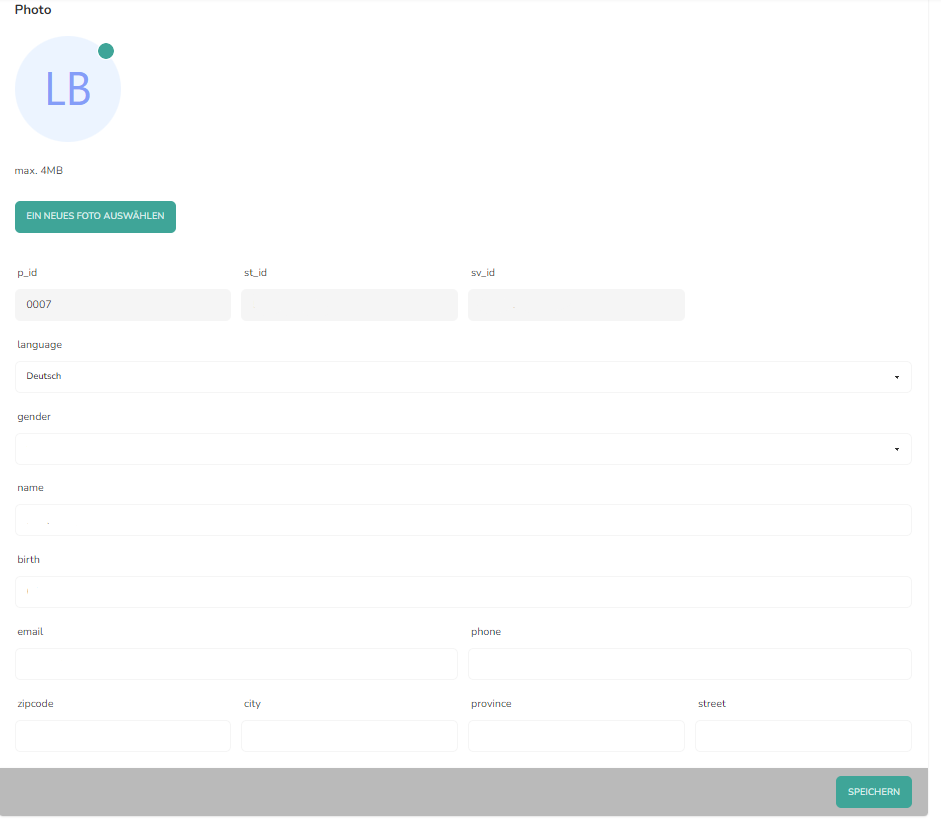 Photo
LB
max. 4MB
EIN NEUES FOTO AUSWÄHLEN
p_id st_id sv_id
0007
language
Deutsch
gender
name
birth
email phone
zipcode city province street
SPEICHERN